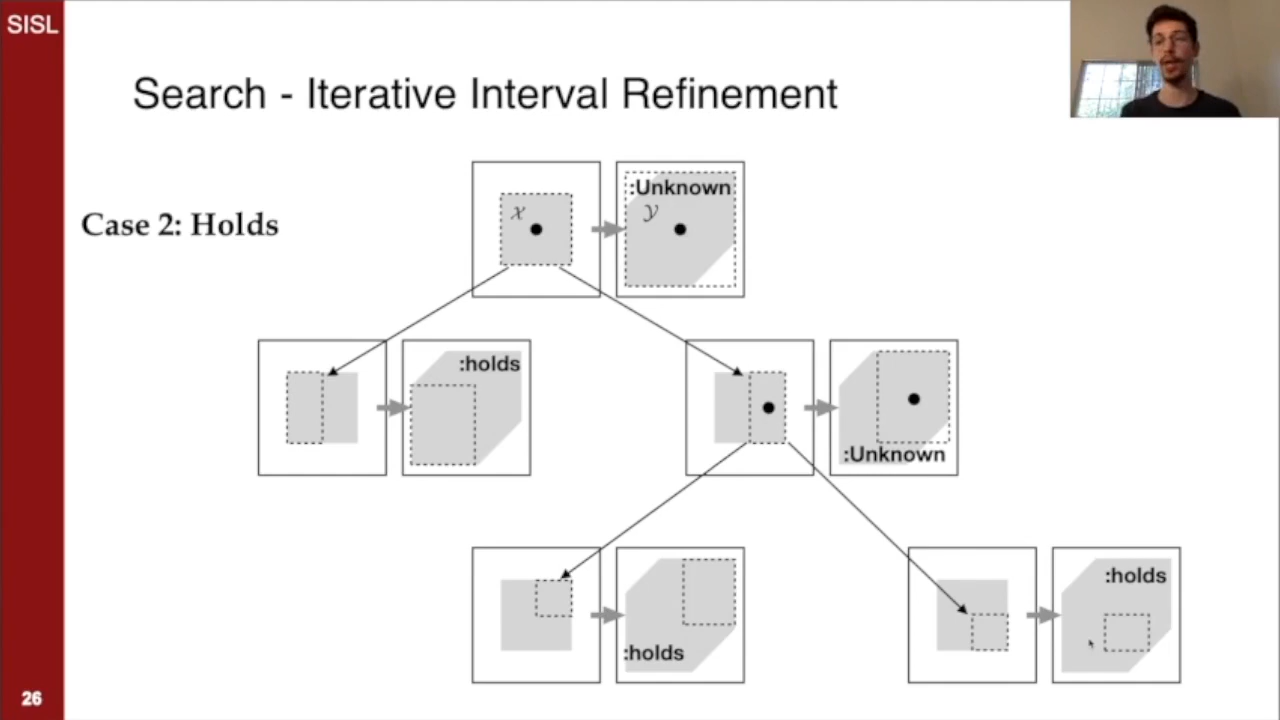 SISL
Search - Iterative Interval Refinement
Case 2: Holds
:Unknown
𝒳
𝒴
:holds
:Unknown
:holds
:holds
26